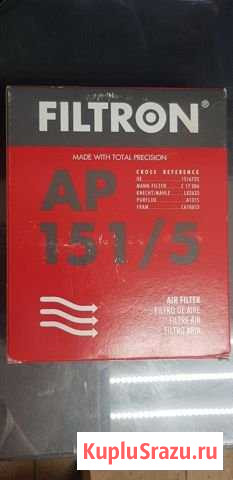 FILTRON®
MADE WITH TOTAL PRECISION
AP
151/5
CROSS REFERENCE
OE
MANN FILTER
KNECHT/MAHLE
PURFLUX
FRAM
AIR FILTER
FILTRO DE AIRE
FILTRE AIR
FILTRO ARIA
KupluSrazu.ru